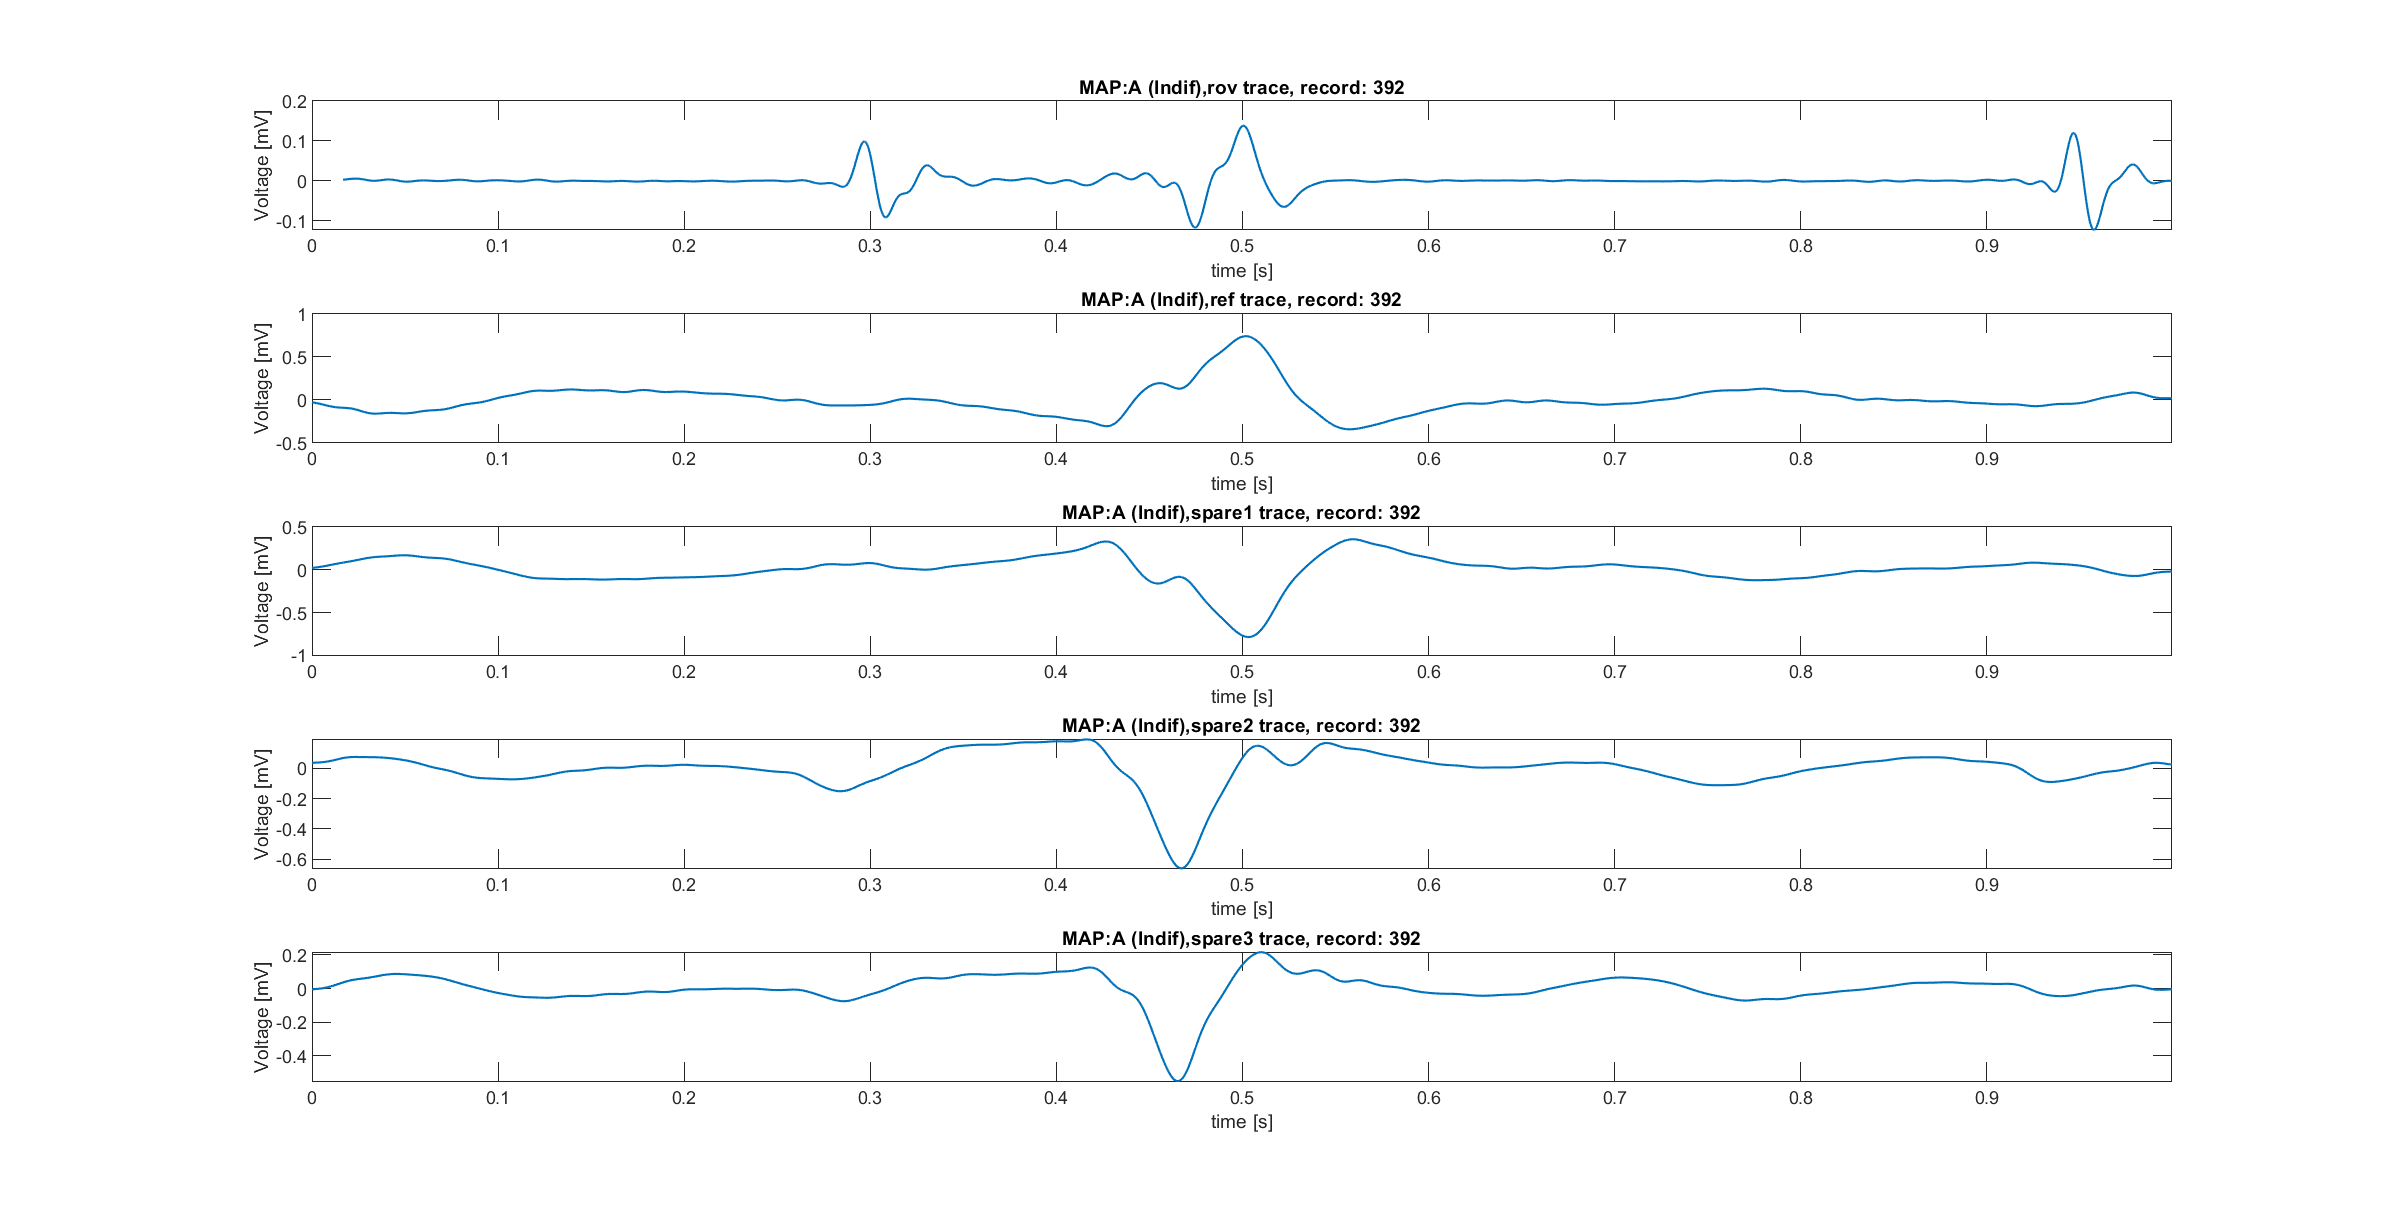 MAP:A (Indif),rov trace, record: 392
Voltage [mV]
0.2
0.1
0
-0.1
0 0.1 0.2 0.3 0.4 0.5 0.6 0.7 0.8 0.9
time [s]
MAP:A (Indif),ref trace, record: 392
Voltage [mV]
1
0.5
0
-0.5
0 0.1 0.2 0.3 0.4 0.5 0.6 0.7 0.8 0.9
time [s]
MAP:A (Indif),spare1 trace, record: 392
Voltage [mV]
0.5
0
-0.5
-1
0 0.1 0.2 0.3 0.4 0.5 0.6 0.7 0.8 0.9
time [s]
MAP:A (Indif),spare2 trace, record: 392
Voltage [mV]
0
-0.2
-0.4
-0.6
0 0.1 0.2 0.3 0.4 0.5 0.6 0.7 0.8 0.9
time [s]
MAP:A (Indif),spare3 trace, record: 392
Voltage [mV]
0.2
0
-0.2
-0.4
0 0.1 0.2 0.3 0.4 0.5 0.6 0.7 0.8 0.9
time [s]